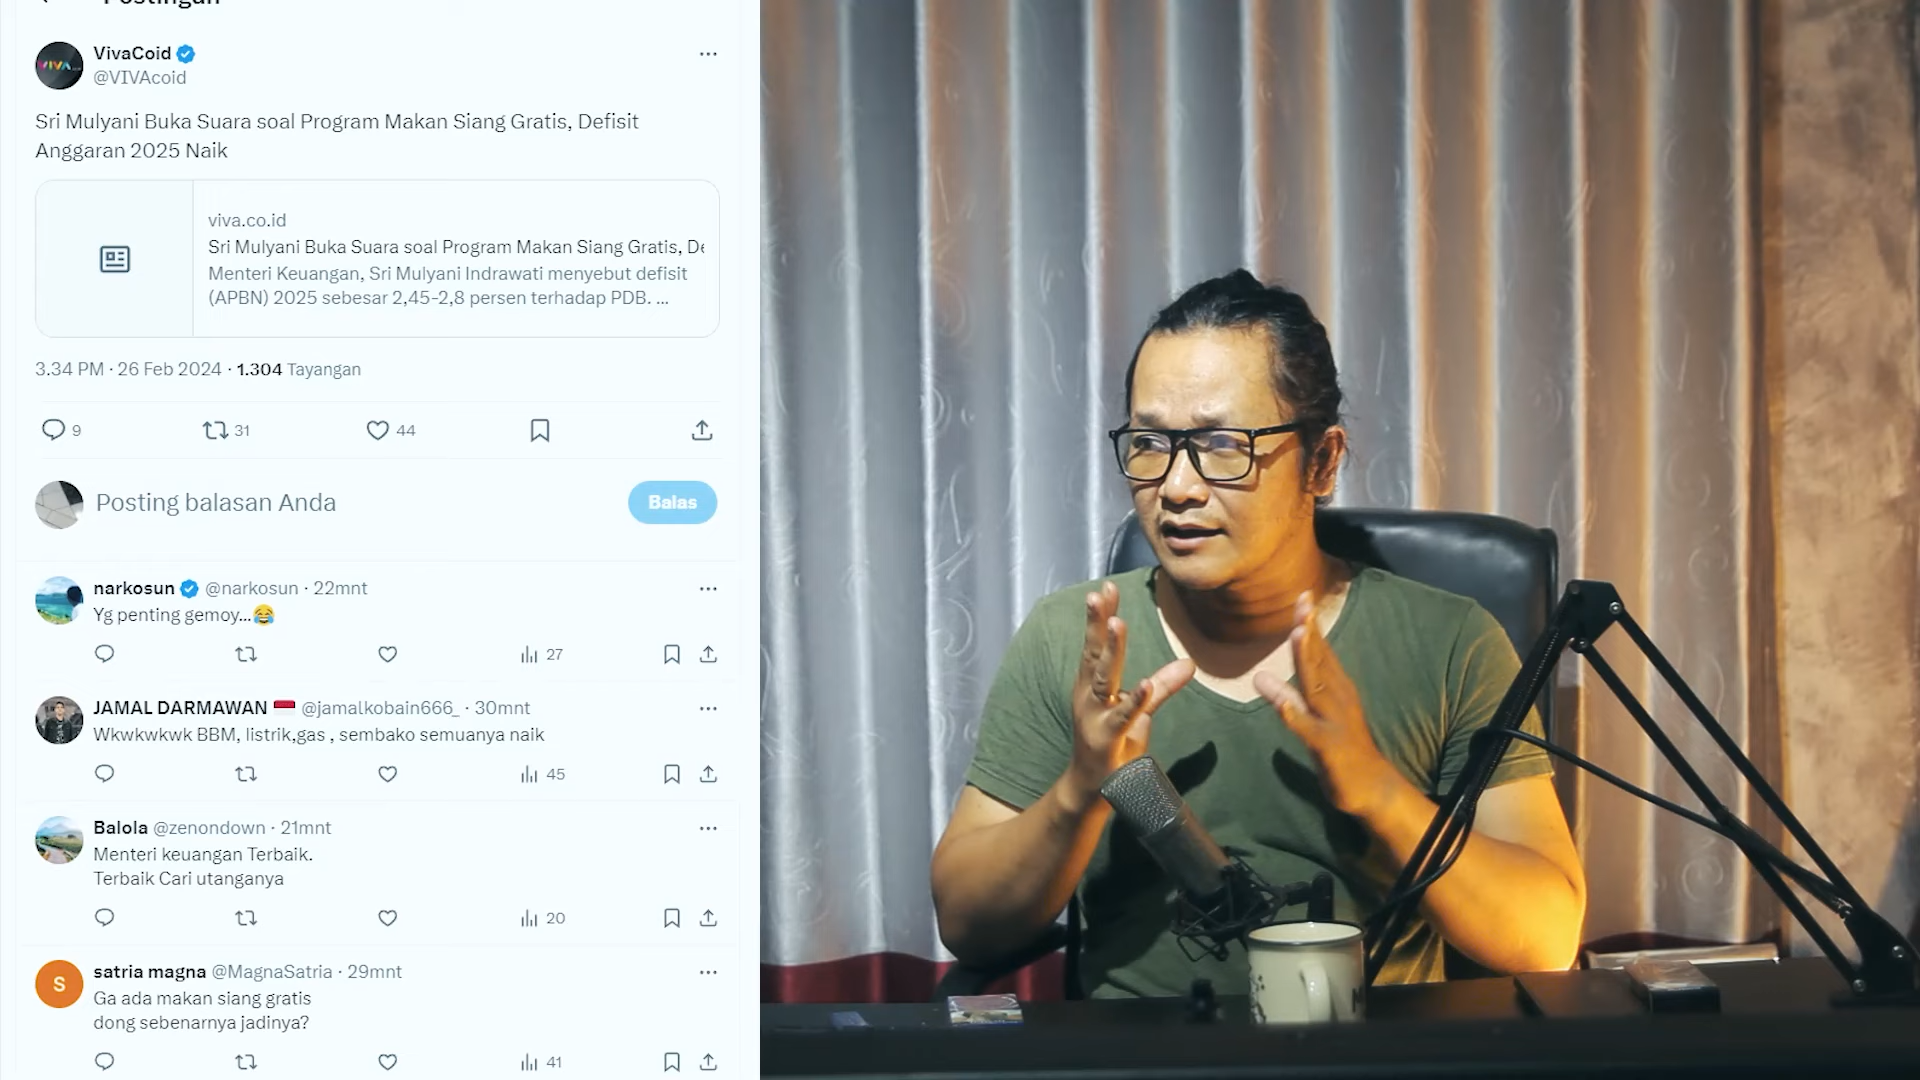 Postingan
VIVA
VivaCoid
@VIVAcoid
Sri Mulyani Buka Suara soal Program Makan Siang Gratis, Defisit
Anggaran 2025 Naik
viva.co.id
Sri Mulyani Buka Suara soal Program Makan Siang Gratis, De
Menteri Keuangan, Sri Mulyani Indrawati menyebut defisit
(APBN) 2025 sebesar 2,45-2,8 persen terhadap PDB. ...
3.34 PM · 26 Feb 2024 · 1.304 Tayangan
9 31 44
Posting balasan Anda
Balas
narkosun @narkosun · 22mnt
Yg penting gemoy...😂
27
JAMAL DARMAWAN 🇮🇩 @jamalkobain666_ · 30mnt
Wkwkwkwk BBM, listrik,gas , sembako semuanya naik
45
Balola @zenondown · 21mnt
Menteri keuangan Terbaik.
Terbaik Cari utanganya
20
S
satria magna @MagnaSatria · 29mnt
Ga ada makan siang gratis
dong sebenarnya jadinya?
41